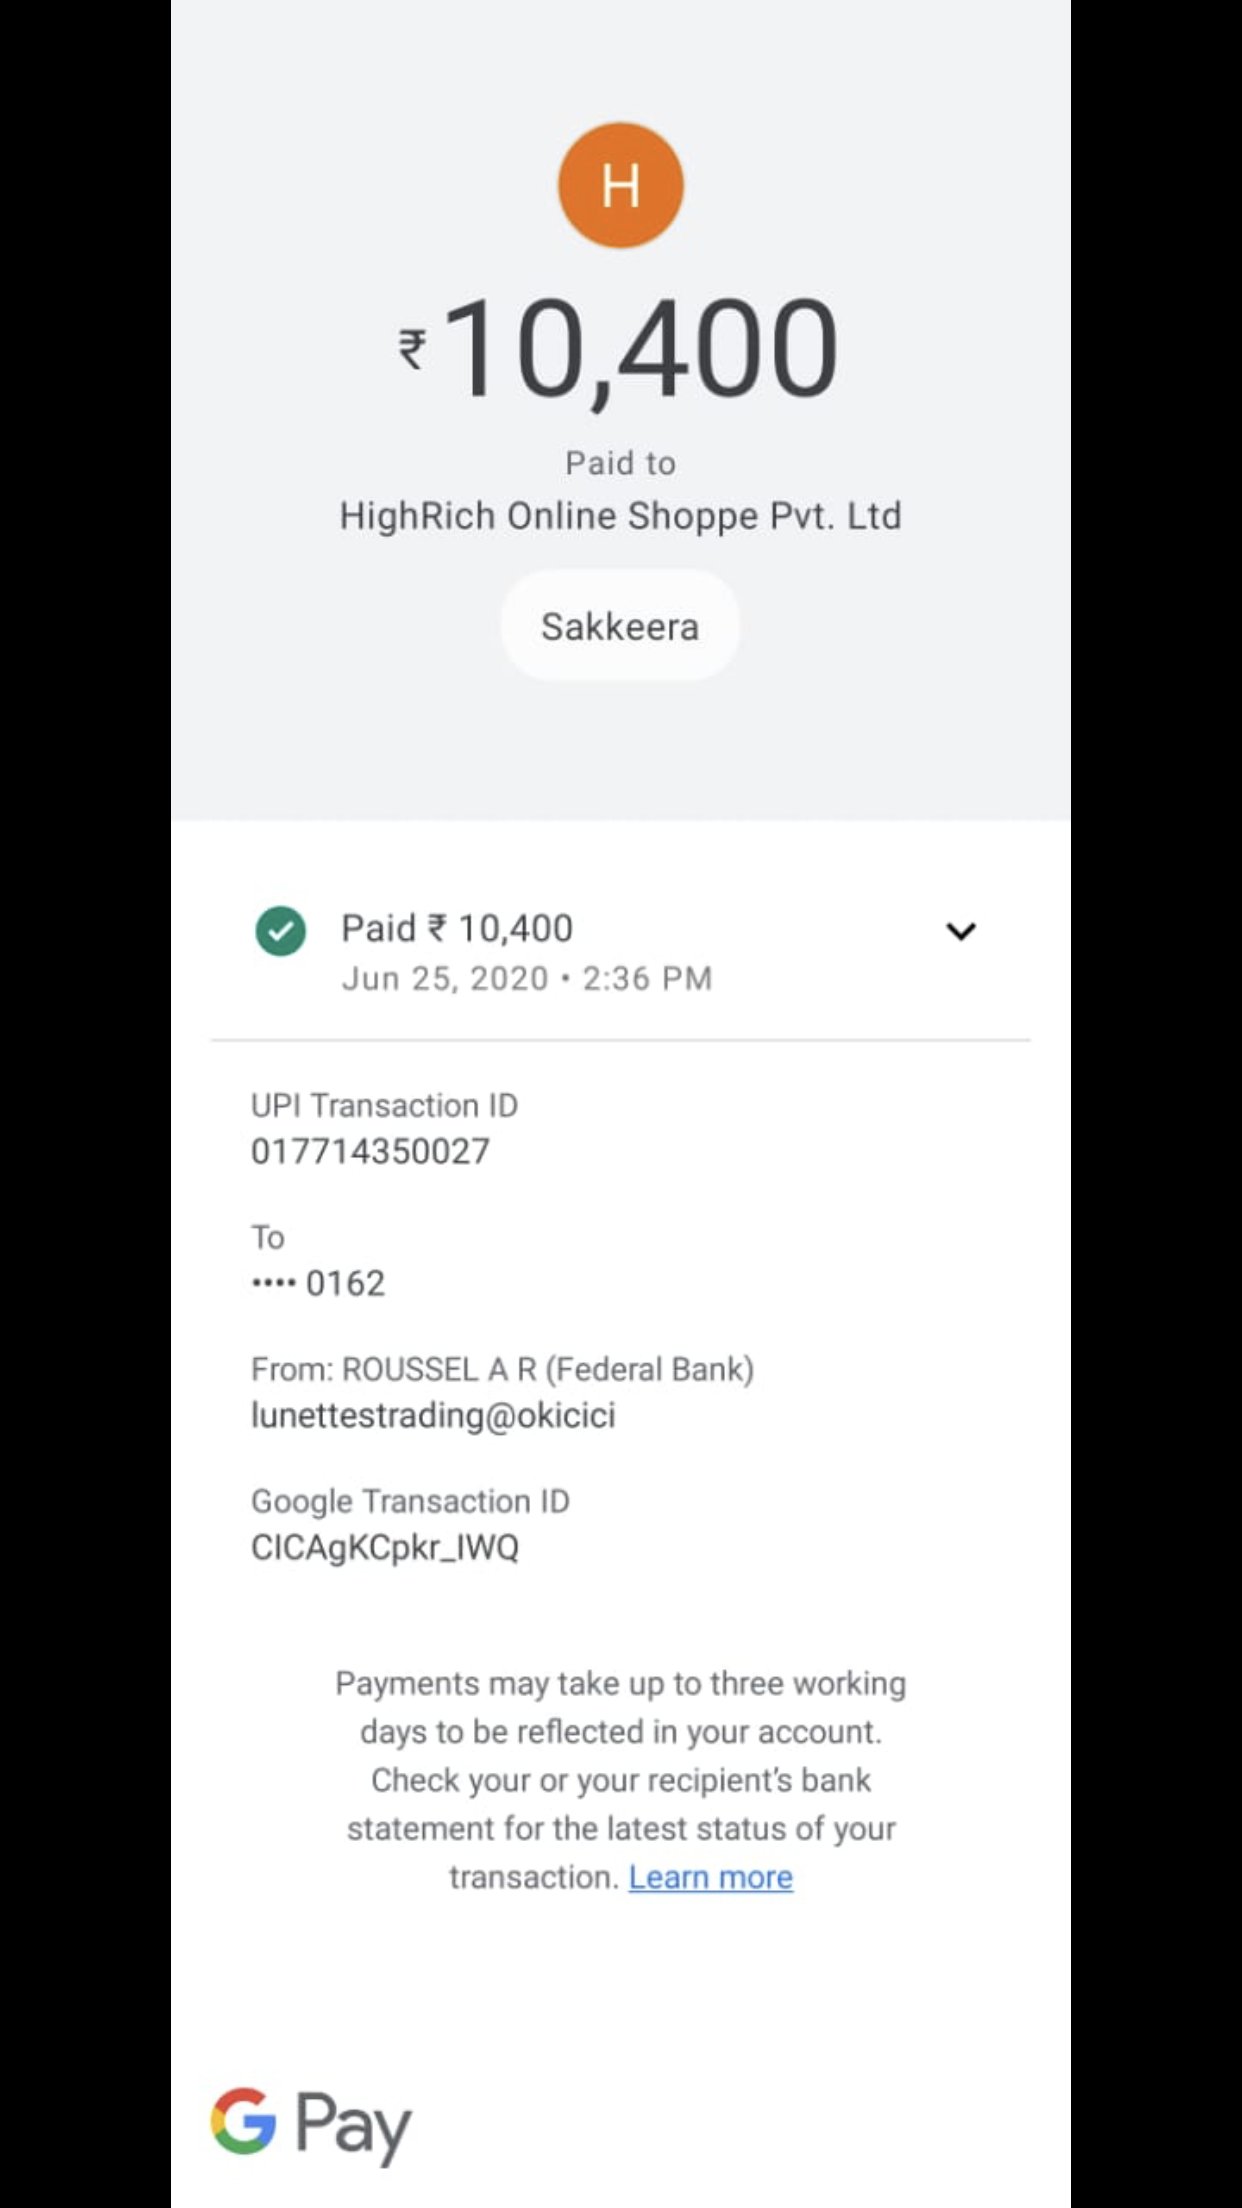 H
₹10,400
Paid to
HighRich Online Shoppe Pvt. Ltd
Sakkeera
Paid ₹ 10,400
Jun 25, 2020 • 2:36 PM
UPI Transaction ID
017714350027
To
•••• 0162
From: ROUSSEL A R (Federal Bank)
lunettestrading@okicici
Google Transaction ID
CICAgKCpkr_IWQ
Payments may take up to three working
days to be reflected in your account.
Check your or your recipient's bank
statement for the latest status of your
transaction. Learn more
G Pay